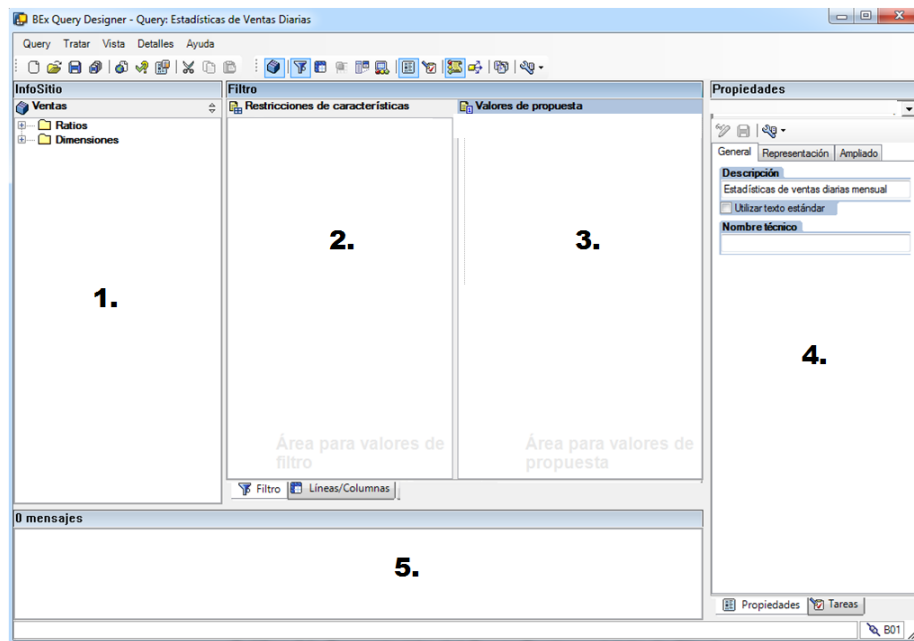 BEx Query Designer - Query: Estadísticas de Ventas Diarias
Query Tratar Vista Detalles Ayuda
InfoSitio
Ventas
Ratios
Dimensiones
1.
Filtro
Restricciones de características
Valores de propuesta
2.
3.
Área para valores de
filtro
Área para valores de
propuesta
Filtro
Líneas/Columnas
Propiedades
General
Representación
Ampliado
Descripción
Estadísticas de ventas diarias mensual
Utilizar texto estándar
Nombre técnico
4.
Propiedades
Tareas
0 mensajes
5.
B01